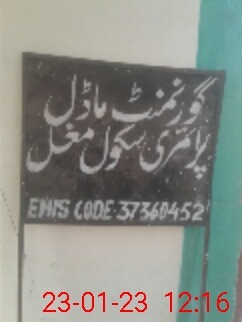 گورنمنٹ ماڈل
پرائمری سکول مغل
EMIS CODE-37360452
23-01-23 12:16